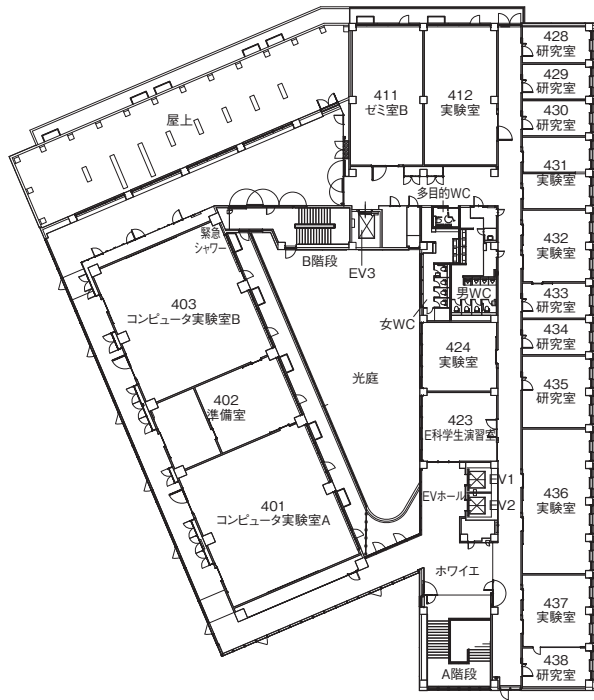 428
研究室
429
研究室
430
研究室
431
実験室
432
実験室
433
研究室
434
研究室
435
研究室
436
実験室
437
実験室
438
研究室
411
ゼミ室B
412
実験室
屋上
多目的WC
緊急
シャワー
B階段
EV3
男WC
女WC
403
コンピュータ実験室B
402
準備室
401
コンピュータ実験室A
光庭
424
実験室
423
E科学生演習室
EVホール
EV1
EV2
ホワイエ
A階段